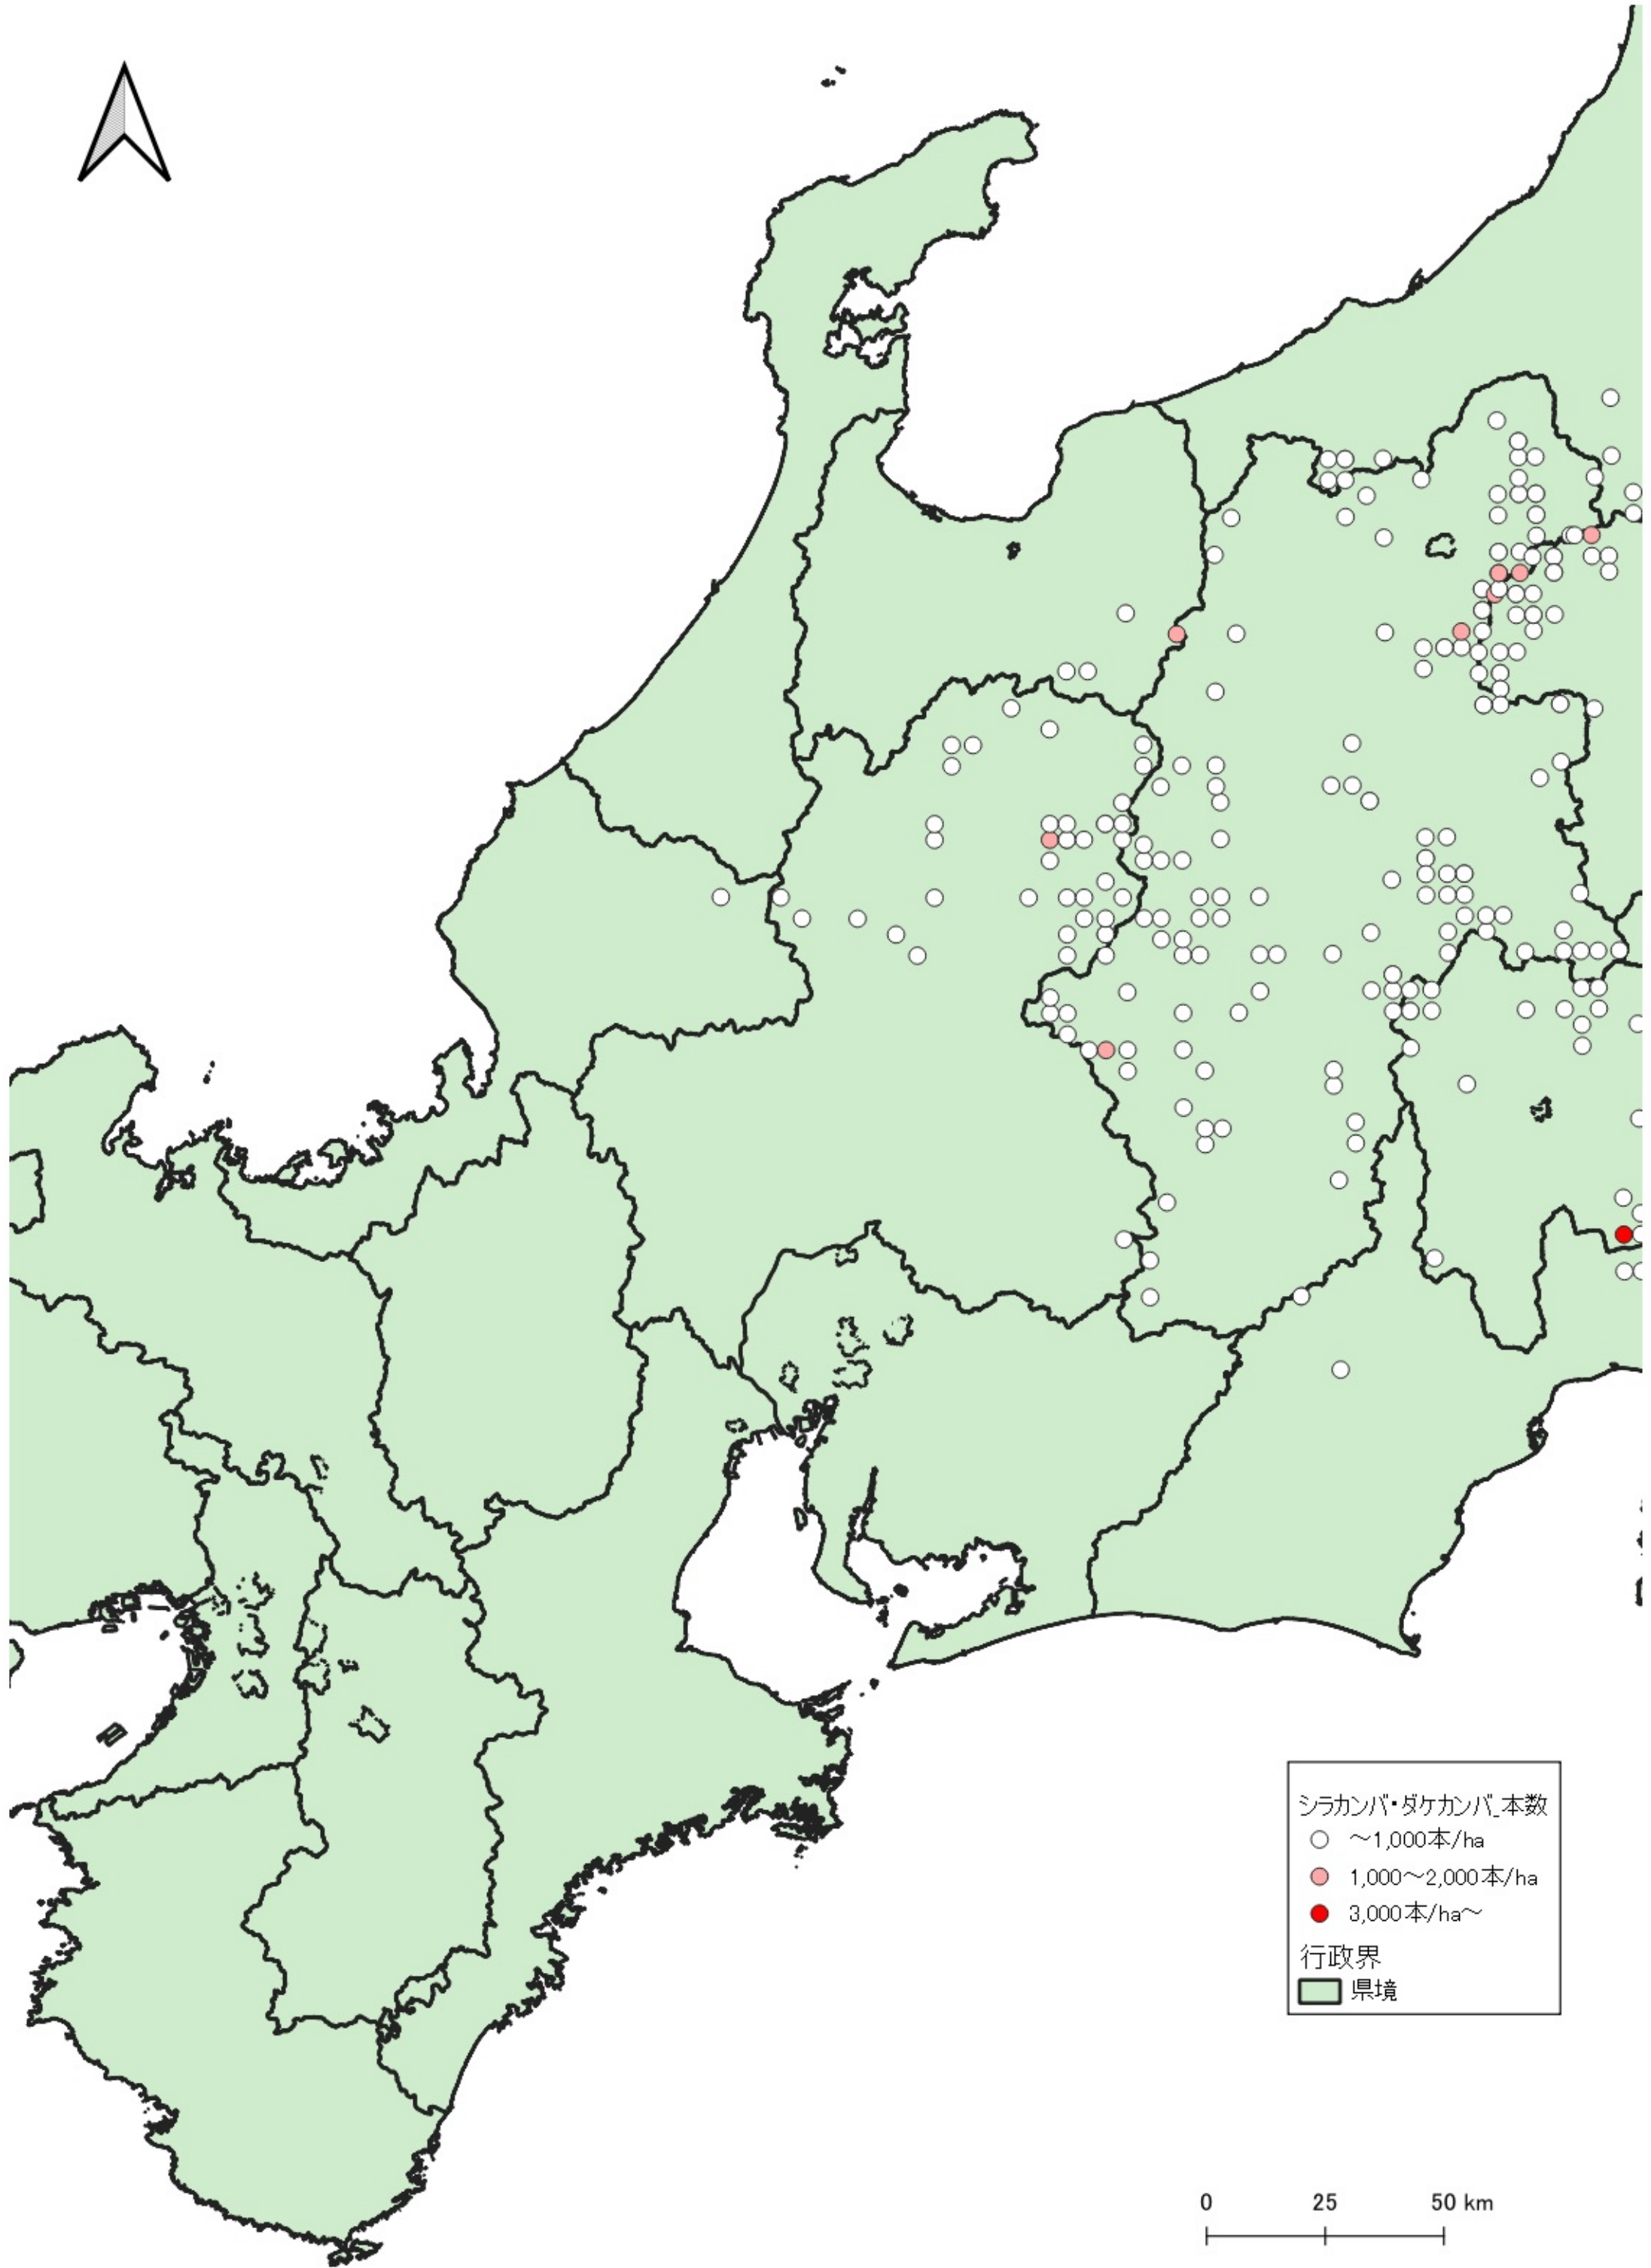 シラカンバ・ダケカンバ_本数
～1,000本/ha
1,000～2,000本/ha
3,000本/ha～
行政界
県境
0 25 50 km